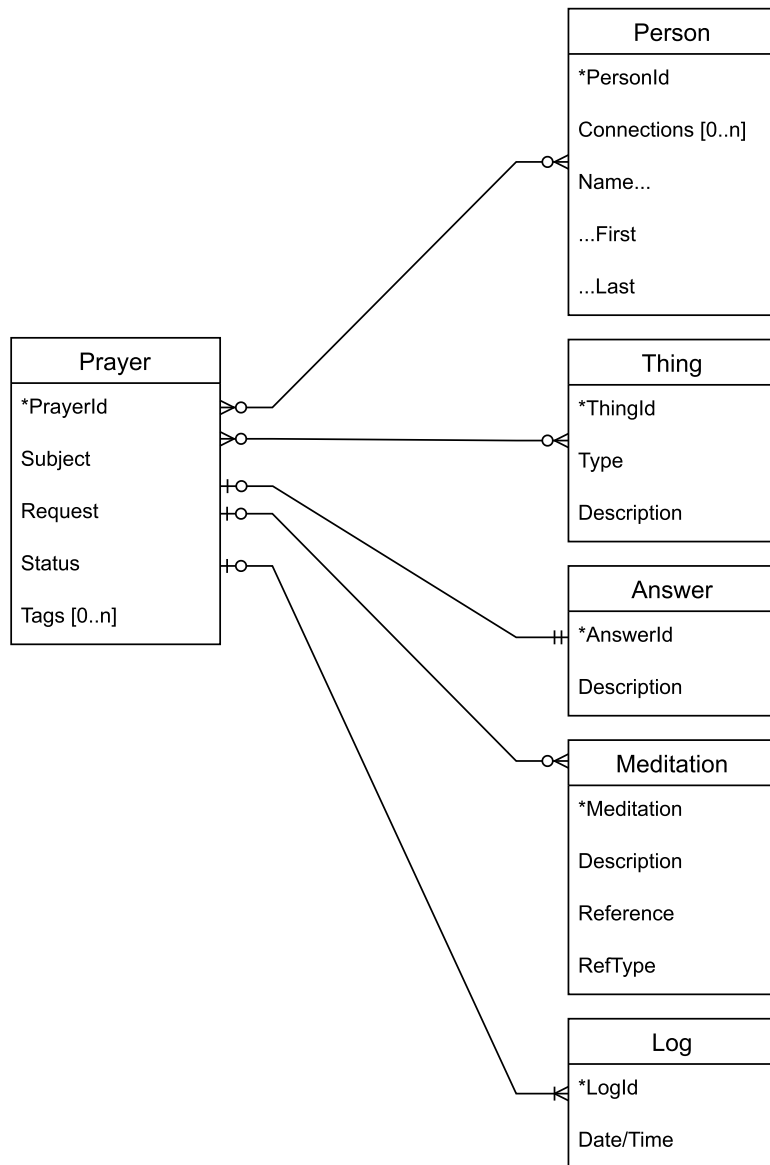 Person
*PersonId
Connections [0..n]
Name...
...First
...Last
Prayer
*PrayerId
Subject
Request
Status
Tags [0..n]
Thing
*ThingId
Type
Description
Answer
*AnswerId
Description
Meditation
*Meditation
Description
Reference
RefType
Log
*LogId
Date/Time